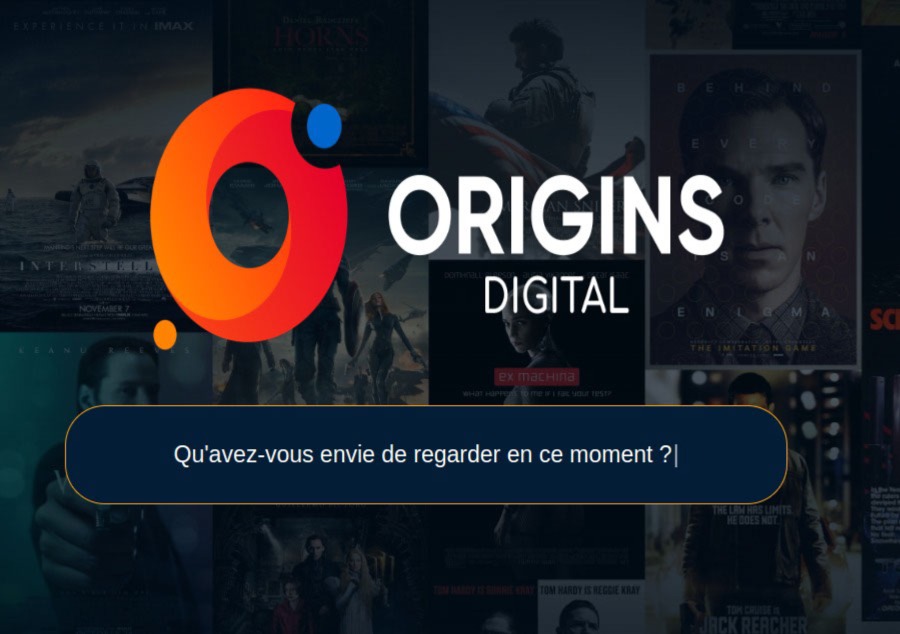 EXPERIENCE IT IN IMAX
Daniel Radcliffe
HORNS
BEHIND
EVERY
CODE
IS AN
ENIGMA
THE IMITATION GAME
ORIGINS
DIGITAL
INTERSTELL
NOVEMBER 7
KEANU REEVES
ex machina
WHAT HAPPENS TO ME IF I FAIL YOUR TEST?
Qu'avez-vous envie de regarder en ce moment ?
THE LAW HAS LIMITS.
HE DOES NOT.
TOM HARDY IS RONNIE KRAY
TOM HARDY IS REGGIE KRAY
TOM CRUISE IS
JACK REACHER